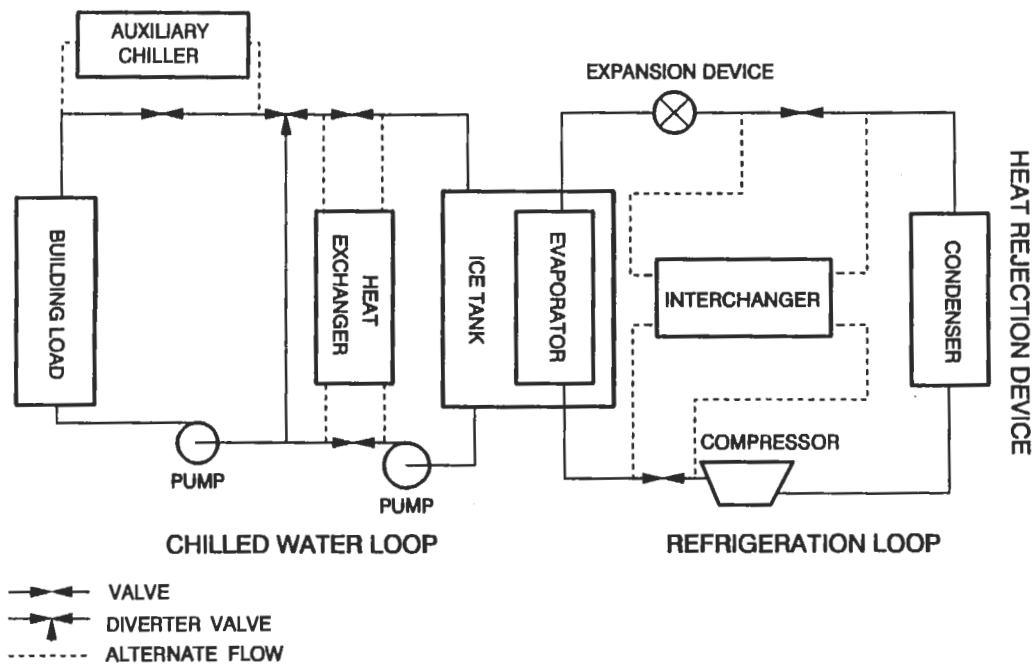 AUXILIARY
CHILLER
EXPANSION DEVICE
BUILDING LOAD
HEAT
EXCHANGER
ICE TANK
EVAPORATOR
INTERCHANGER
CONDENSER
HEAT REJECTION DEVICE
COMPRESSOR
PUMP
PUMP
CHILLED WATER LOOP
REFRIGERATION LOOP
VALVE
DIVERTER VALVE
ALTERNATE FLOW